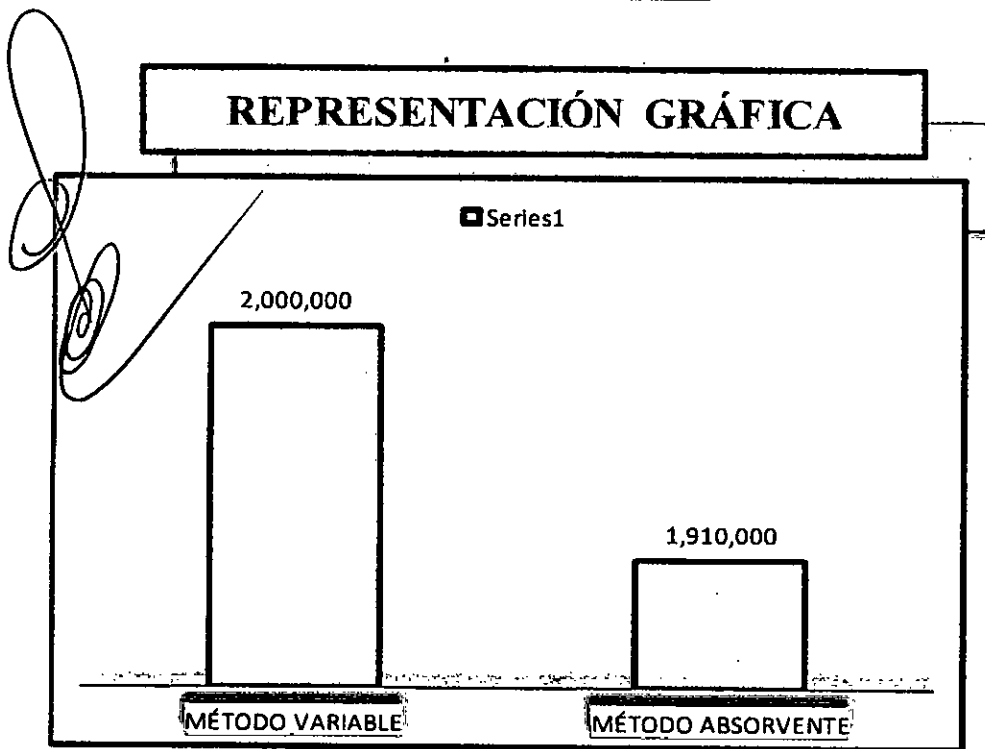 REPRESENTACIÓN GRÁFICA
Series1
2,000,000
1,910,000
MÉTODO VARIABLE
MÉTODO ABSORVENTE